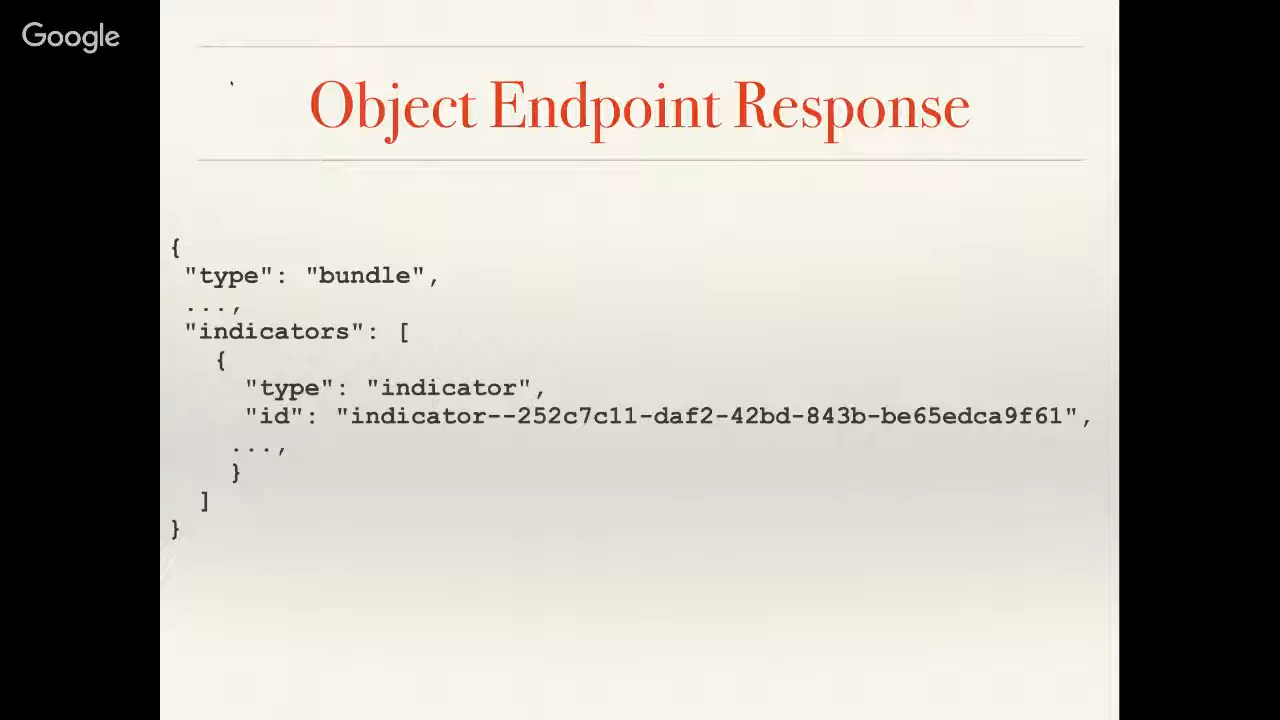 Google
Object Endpoint Response
{
"type": "bundle",
...,
"indicators": [
{
"type": "indicator",
"id": "indicator--252c7c11-daf2-42bd-843b-be65edca9f61",
...,
}
]
}